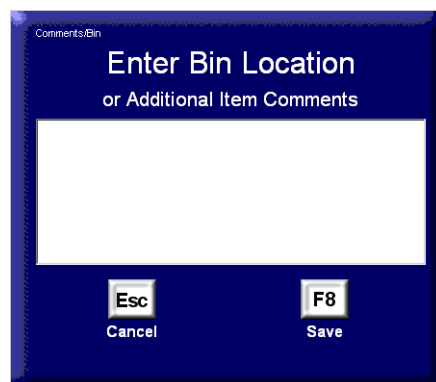 Comments/Bin
Enter Bin Location
or Additional Item Comments
Esc
F8
Cancel
Save